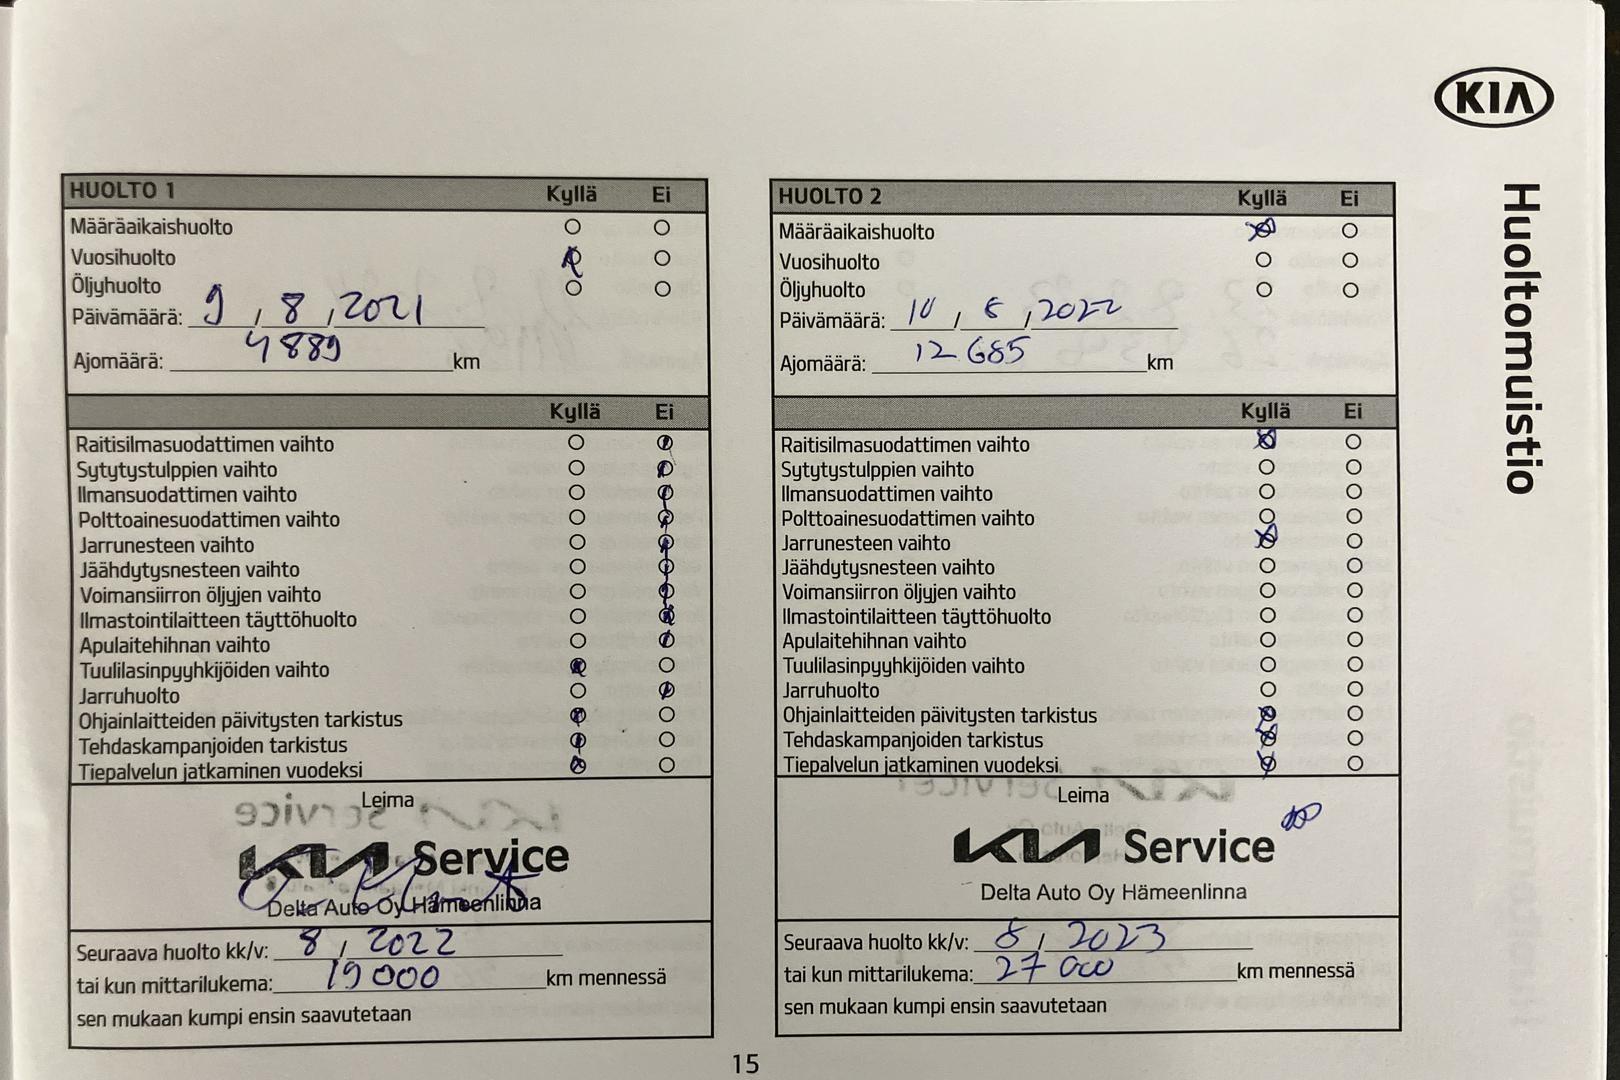 KIA
Huoltomuistio
HUOLTO 1 Kyllä Ei
Määräaikaishuolto
Vuosihuolto
Öljyhuolto
Päivämäärä: 9 / 8 / 2021
Ajomäärä: 4889 km
Kyllä Ei
Raitisilmasuodattimen vaihto
Sytytystulppien vaihto
Ilmansuodattimen vaihto
Polttoainesuodattimen vaihto
Jarrunesteen vaihto
Jäähdytysnesteen vaihto
Voimansiirron öljyjen vaihto
Ilmastointilaitteen täyttöhuolto
Apulaitehihnan vaihto
Tuulilasinpyyhkijöiden vaihto
Jarruhuolto
Ohjainlaitteiden päivitysten tarkistus
Tehdaskampanjoiden tarkistus
Tiepalvelun jatkaminen vuodeksi
Leima
KIA Service
Delta Auto Oy Hämeenlinna
Seuraava huolto kk/v: 8 / 2022
tai kun mittarilukema: 19000 km mennessä
sen mukaan kumpi ensin saavutetaan
HUOLTO 2 Kyllä Ei
Määräaikaishuolto
Vuosihuolto
Öljyhuolto
Päivämäärä: 10 / 8 / 2022
Ajomäärä: 12685 km
Kyllä Ei
Raitisilmasuodattimen vaihto
Sytytystulppien vaihto
Ilmansuodattimen vaihto
Polttoainesuodattimen vaihto
Jarrunesteen vaihto
Jäähdytysnesteen vaihto
Voimansiirron öljyjen vaihto
Ilmastointilaitteen täyttöhuolto
Apulaitehihnan vaihto
Tuulilasinpyyhkijöiden vaihto
Jarruhuolto
Ohjainlaitteiden päivitysten tarkistus
Tehdaskampanjoiden tarkistus
Tiepalvelun jatkaminen vuodeksi
Leima
KIA Service
Delta Auto Oy Hämeenlinna
Seuraava huolto kk/v: 8 / 2023
tai kun mittarilukema: 27000 km mennessä
sen mukaan kumpi ensin saavutetaan
15